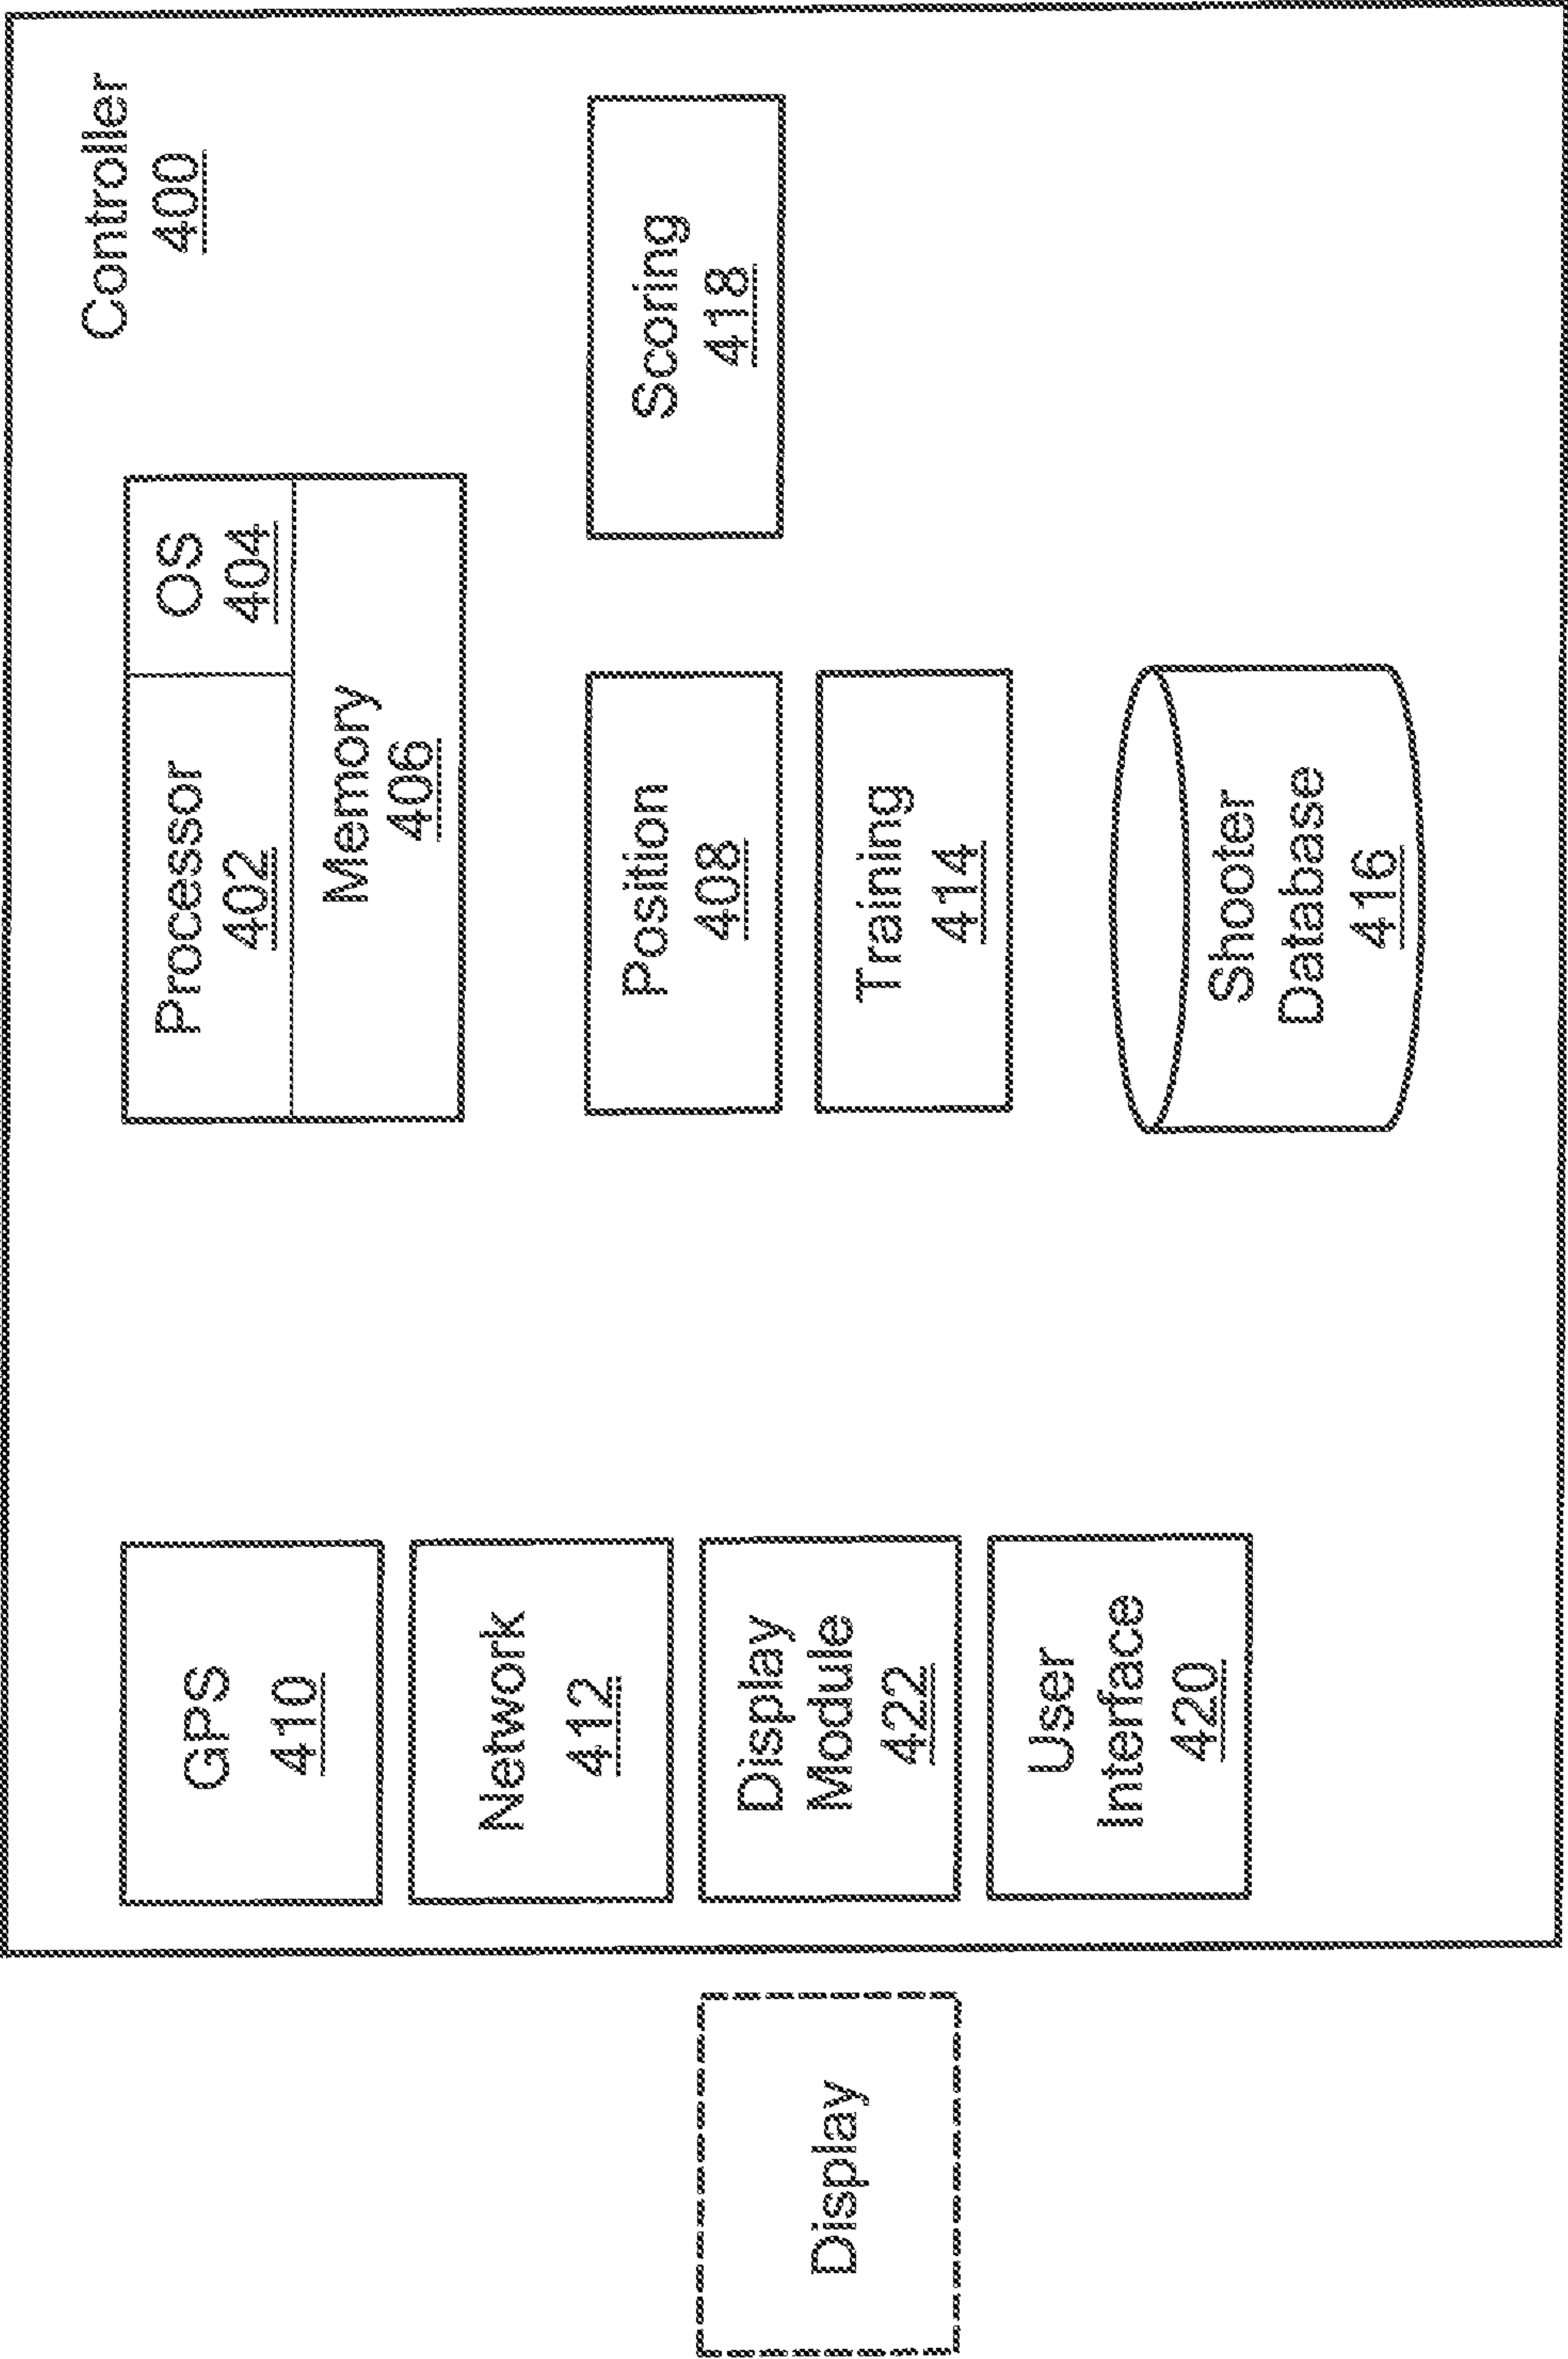 Controller
400
Processor
402
OS
404
Memory
406
GPS
410
Network
412
Display
Module
422
User
Interface
420
Position
408
Training
414
Scoring
418
Shooter
Database
416
Display